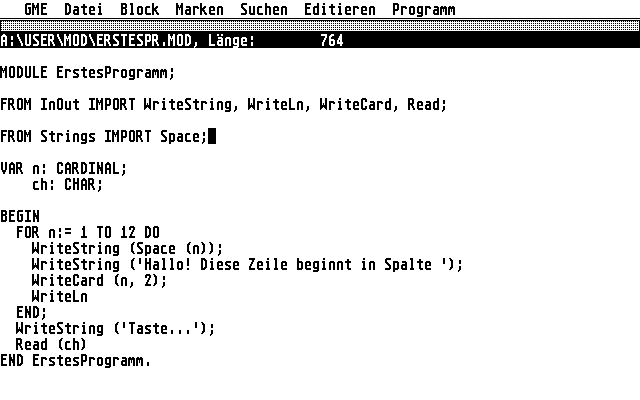 GME  Datei  Block  Marken  Suchen  Editieren  Programm
A:\USER\MOD\ERSTESPR.MOD, Länge:        764
MODULE ErstesProgramm;
FROM InOut IMPORT WriteString, WriteLn, WriteCard, Read;
FROM Strings IMPORT Space;
VAR n: CARDINAL;
    ch: CHAR;
BEGIN
  FOR n:= 1 TO 12 DO
    WriteString (Space (n));
    WriteString ('Hallo! Diese Zeile beginnt in Spalte ');
    WriteCard (n, 2);
    WriteLn
  END;
  WriteString ('Taste...');
  Read (ch)
END ErstesProgramm.